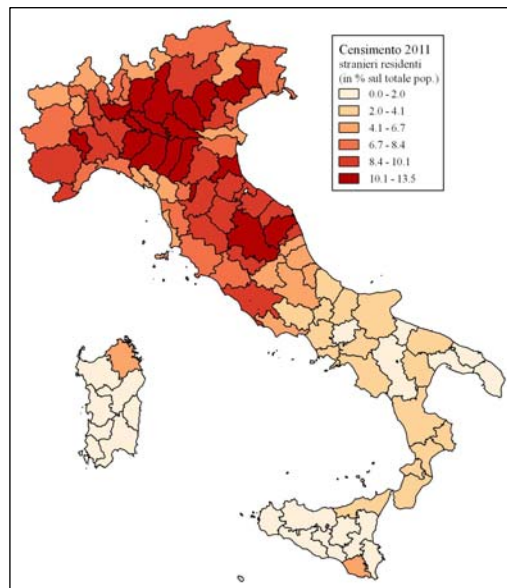 Censimento 2011
stranieri residenti
(in % sul totale pop.)
0.0 - 2.0
2.0 - 4.1
4.1 - 6.7
6.7 - 8.4
8.4 - 10.1
10.1 - 13.5